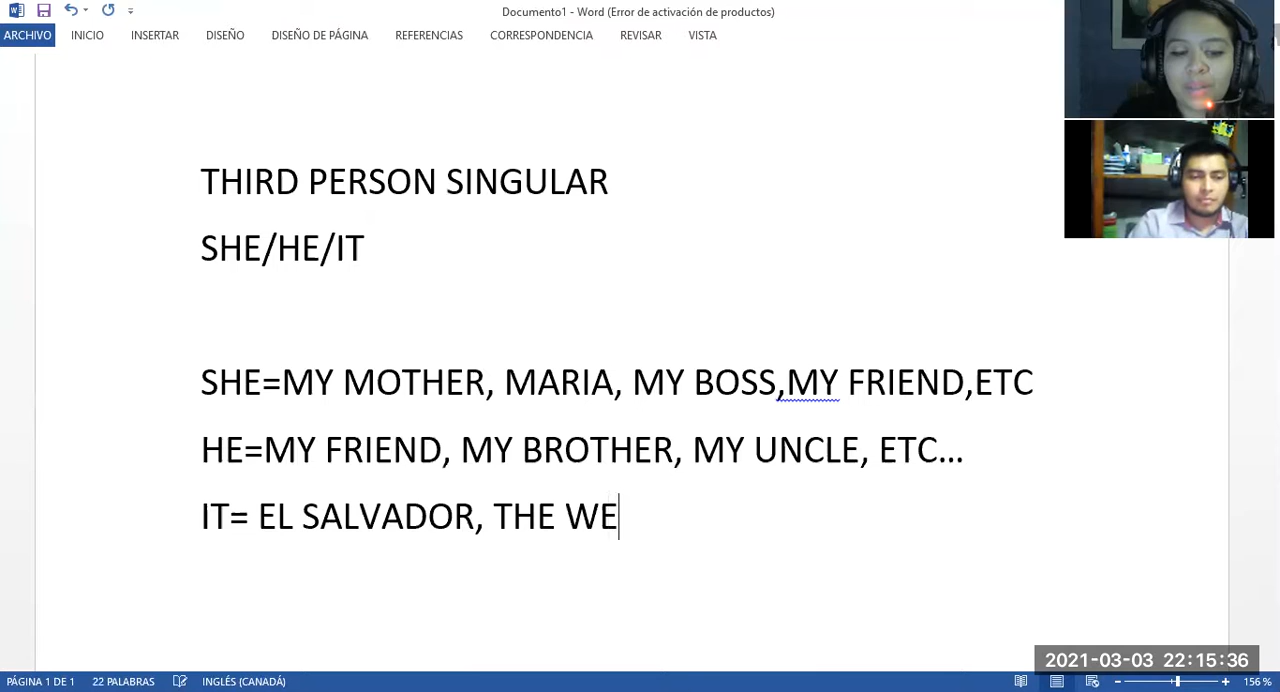 Documento1 - Word (Error de activación de productos)
ARCHIVO INICIO INSERTAR DISEÑO DISEÑO DE PÁGINA REFERENCIAS CORRESPONDENCIA REVISAR VISTA
THIRD PERSON SINGULAR
SHE/HE/IT
SHE=MY MOTHER, MARIA, MY BOSS,MY FRIEND,ETC
HE=MY FRIEND, MY BROTHER, MY UNCLE, ETC...
IT= EL SALVADOR, THE WE
2021-03-03 22:15:36
PÁGINA 1 DE 1 22 PALABRAS INGLÉS (CANADÁ) 156 %